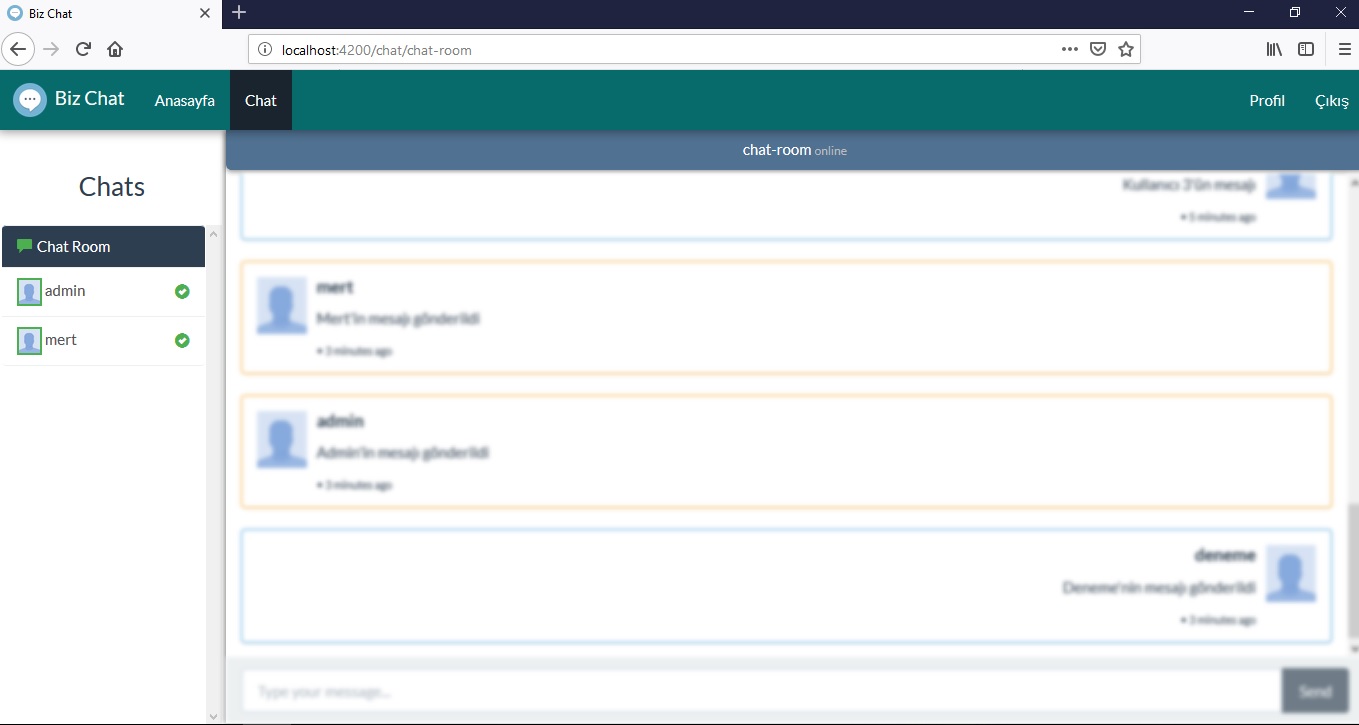 Biz Chat
localhost:4200/chat/chat-room
Biz Chat Anasayfa Chat Profil Çıkış
chat-room online
Chats
Chat Room
admin
mert
Kullanıcı 3'ün mesajı
• 5 minutes ago
mert
Mert'in mesajı gönderildi
• 3 minutes ago
admin
Admin'in mesajı gönderildi
• 3 minutes ago
deneme
Deneme'nin mesajı gönderildi
• 3 minutes ago
Type your message...
Send